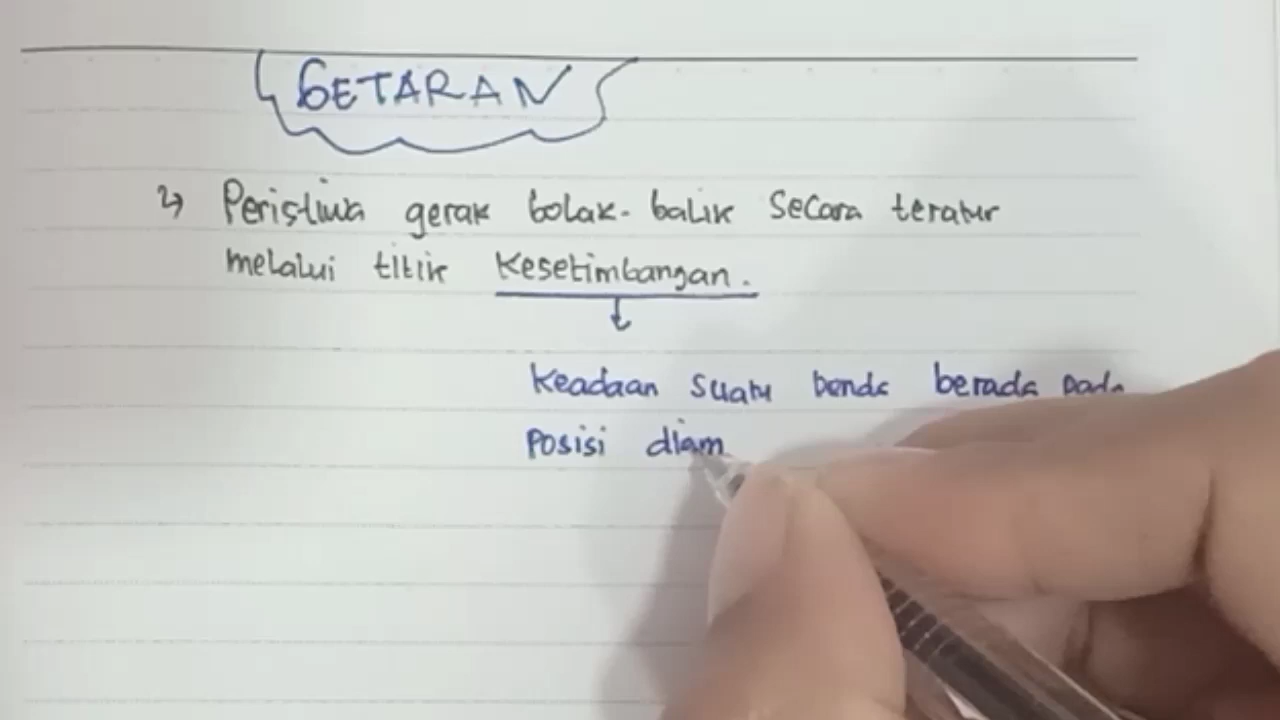 GETARAN
Peristiwa gerak bolak-balik secara teratur
melalui titik Kesetimbangan.
Keadaan suatu benda berada pada
Posisi diam